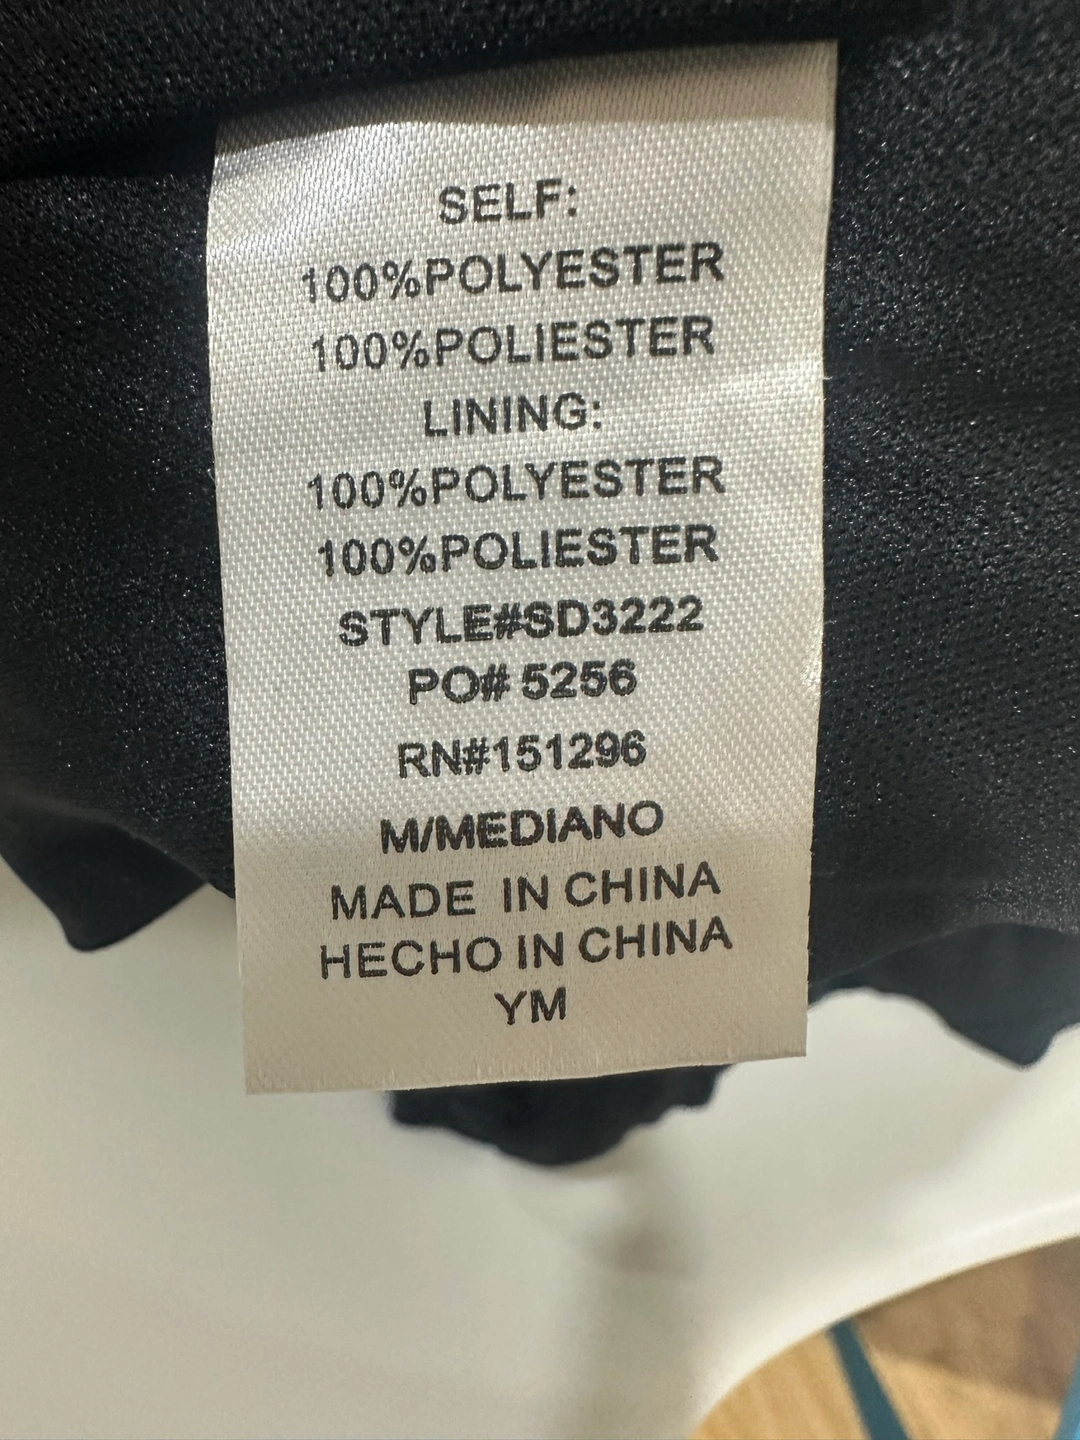 SELF:
100%POLYESTER
100%POLIESTER
LINING:
100%POLYESTER
100%POLIESTER
STYLE#SD3222
PO# 5256
RN#151296
M/MEDIANO
MADE IN CHINA
HECHO IN CHINA
YM